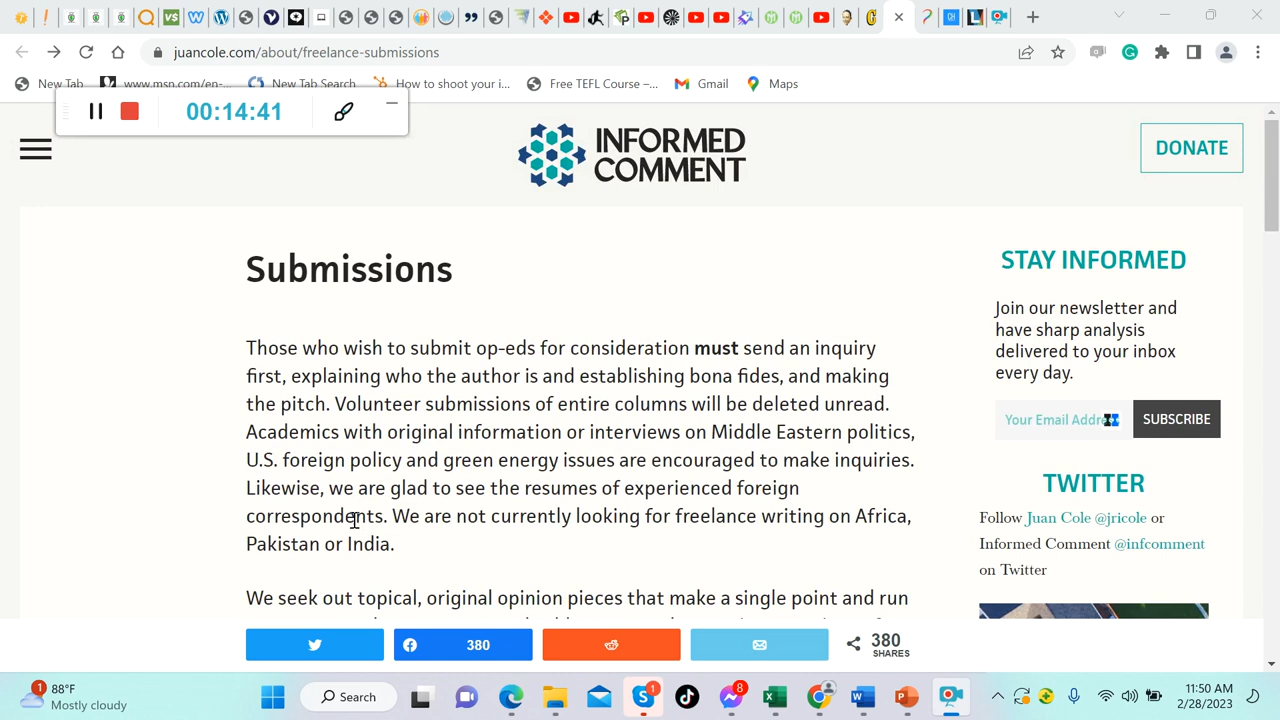 juancole.com/about/freelance-submissions
New Tab
www.msn.com/en-...
New Tab Search
How to shoot your i...
Free TEFL Course –...
Gmail
Maps
00:14:41
INFORMED
COMMENT
DONATE
Submissions
Those who wish to submit op-eds for consideration must send an inquiry
first, explaining who the author is and establishing bona fides, and making
the pitch. Volunteer submissions of entire columns will be deleted unread.
Academics with original information or interviews on Middle Eastern politics,
U.S. foreign policy and green energy issues are encouraged to make inquiries.
Likewise, we are glad to see the resumes of experienced foreign
correspondents. We are not currently looking for freelance writing on Africa,
Pakistan or India.
We seek out topical, original opinion pieces that make a single point and run
380
380
SHARES
STAY INFORMED
Join our newsletter and
have sharp analysis
delivered to your inbox
every day.
Your Email Addre
SUBSCRIBE
TWITTER
Follow Juan Cole @jricole or
Informed Comment @infcomment
on Twitter
1
88°F
Mostly cloudy
Search
1
8
11:50 AM
2/28/2023